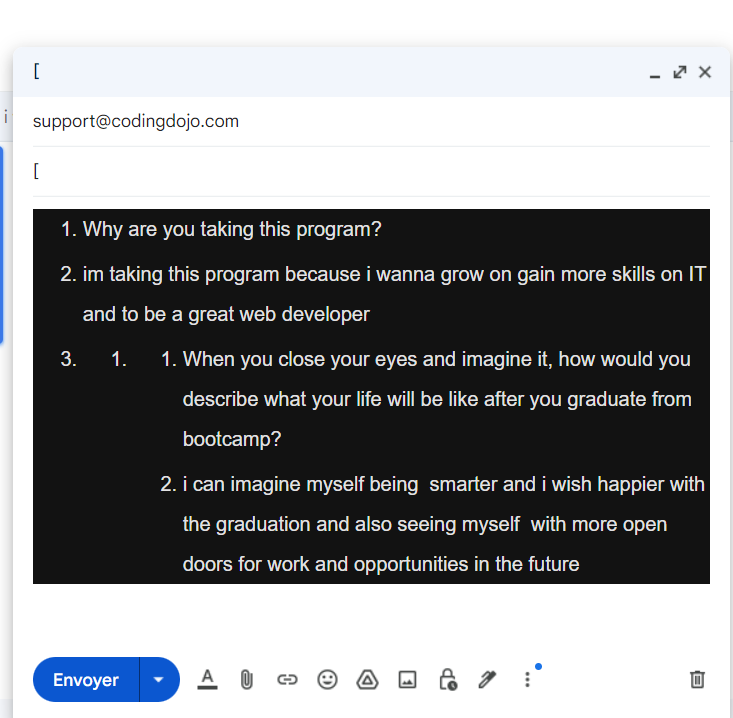 [
i
support@codingdojo.com
[
1. Why are you taking this program?
2. im taking this program because i wanna grow on gain more skills on IT
and to be a great web developer
3. 1. 1. When you close your eyes and imagine it, how would you
describe what your life will be like after you graduate from
bootcamp?
2. i can imagine myself being  smarter and i wish happier with
the graduation and also seeing myself  with more open
doors for work and opportunities in the future
Envoyer